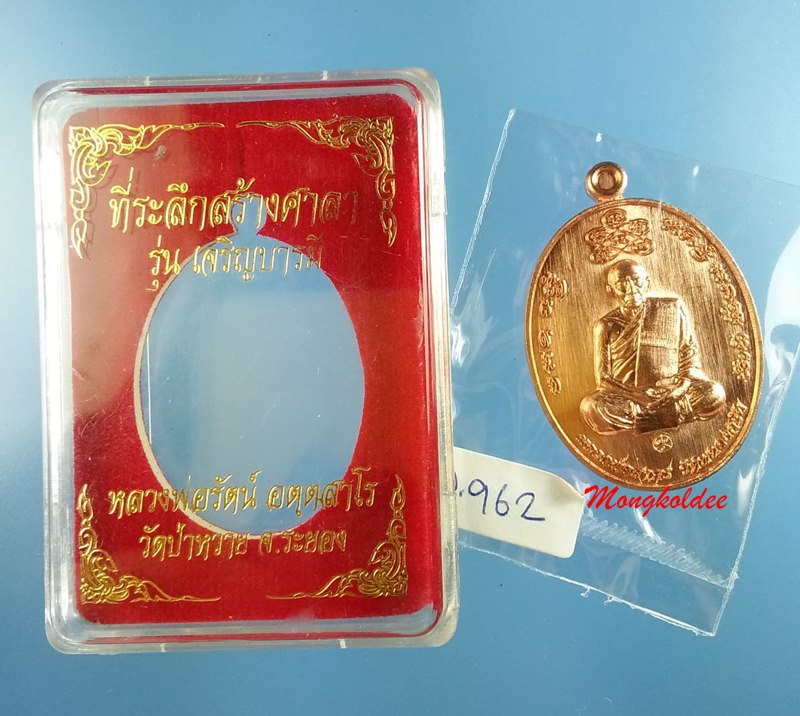 ที่ระลึกสร้างศาลา
รุ่น เจริญบารมี
หลวงพ่อรัตน์ อตฺตสาโร
วัดป่าหวาย จ.ระยอง
.962
Mongkoldee